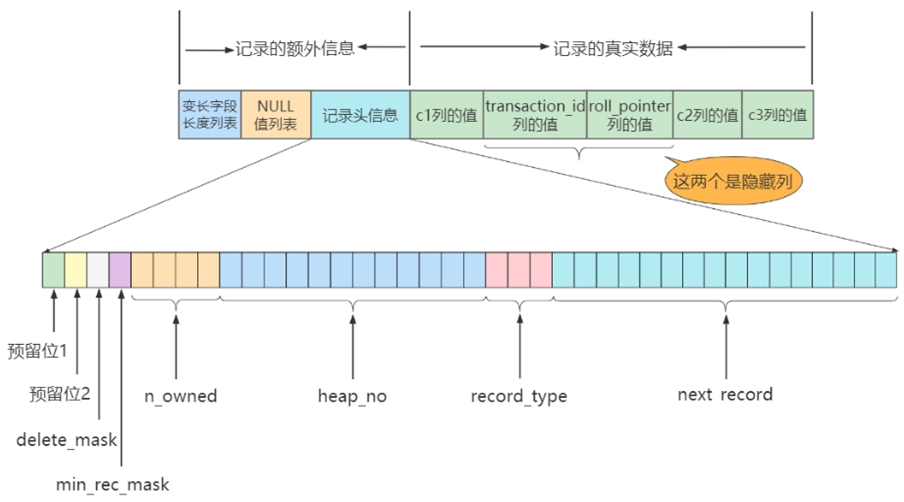 记录的额外信息
记录的真实数据
变长字段
长度列表
NULL
值列表
记录头信息
c1列的值
transaction_id
列的值
roll_pointer
列的值
c2列的值
c3列的值
这两个是隐藏列
预留位1
预留位2
delete_mask
min_rec_mask
n_owned
heap_no
record_type
next record